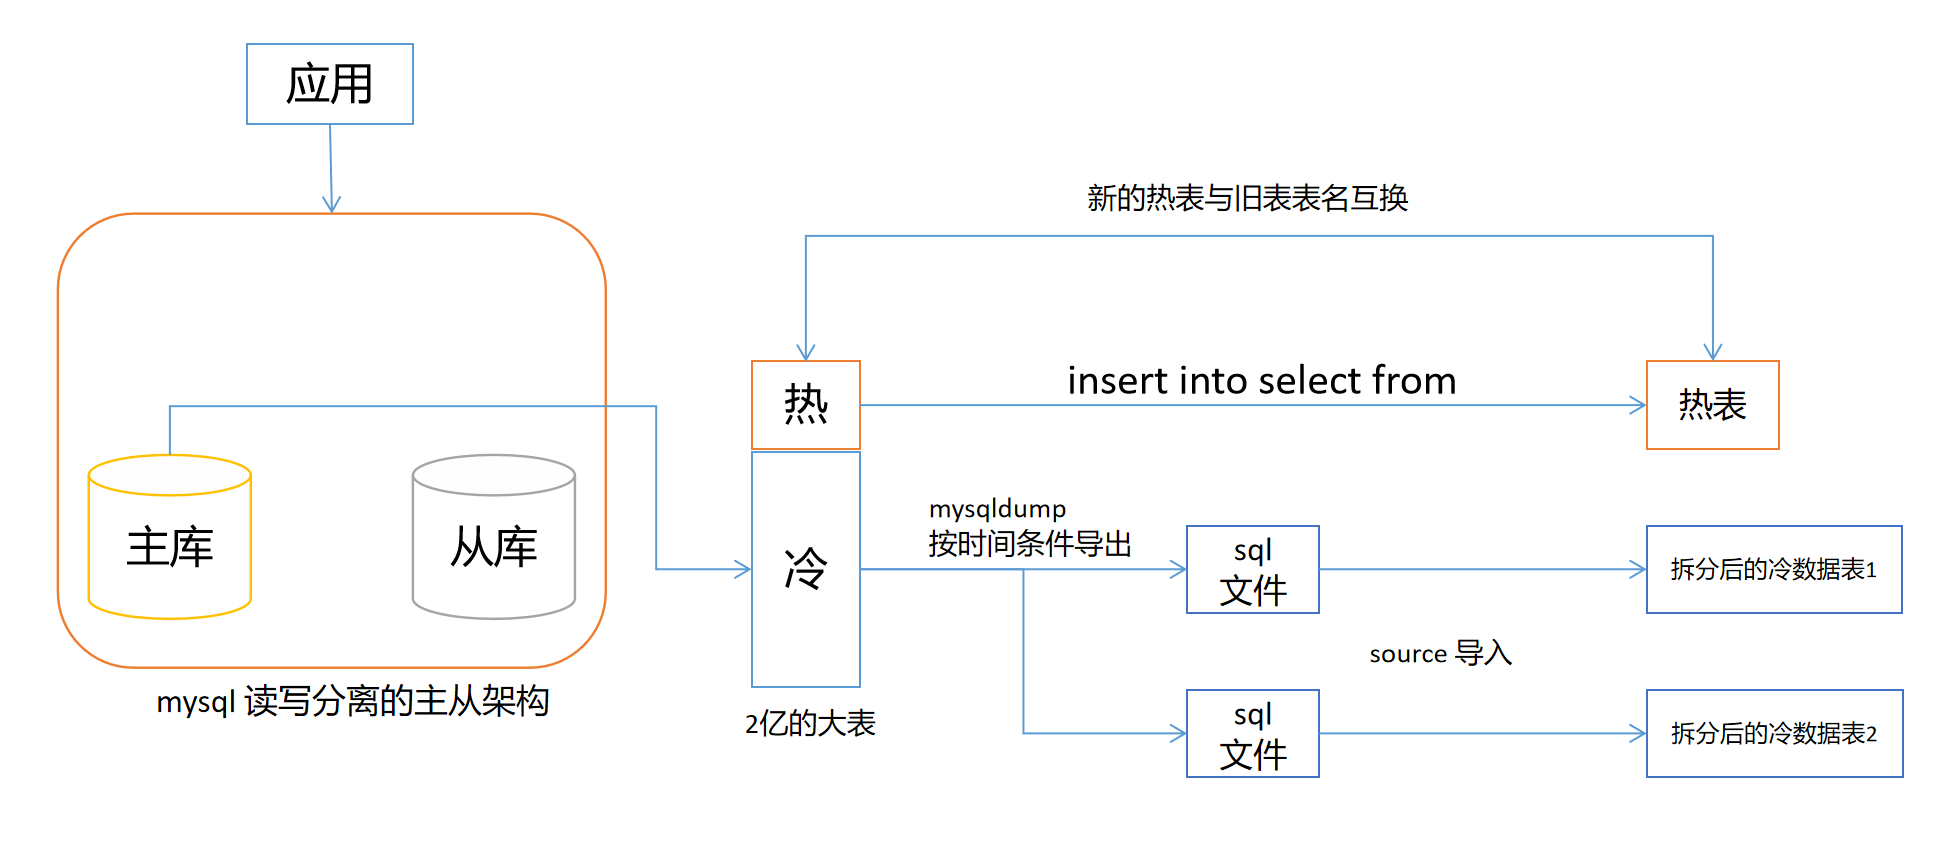 应用
新的热表与旧表表名互换
热
insert into select from
热表
主库
从库
冷
mysqldump
按时间条件导出
sql
文件
拆分后的冷数据表1
source 导入
mysql 读写分离的主从架构
2亿的大表
sql
文件
拆分后的冷数据表2